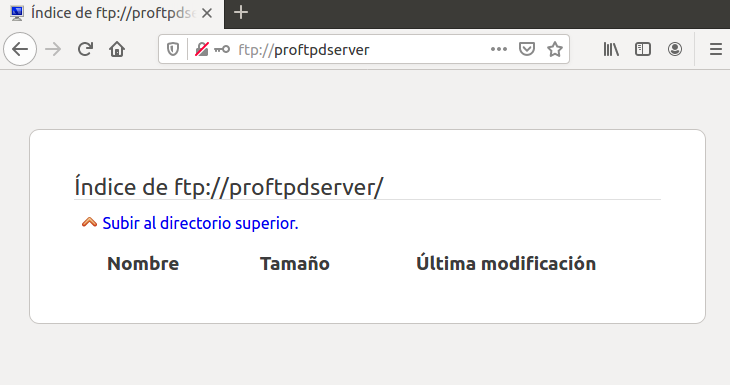 Índice de ftp://proftpdse
ftp://proftpdserver
Índice de ftp://proftpdserver/
Subir al directorio superior.
Nombre Tamaño Última modificación